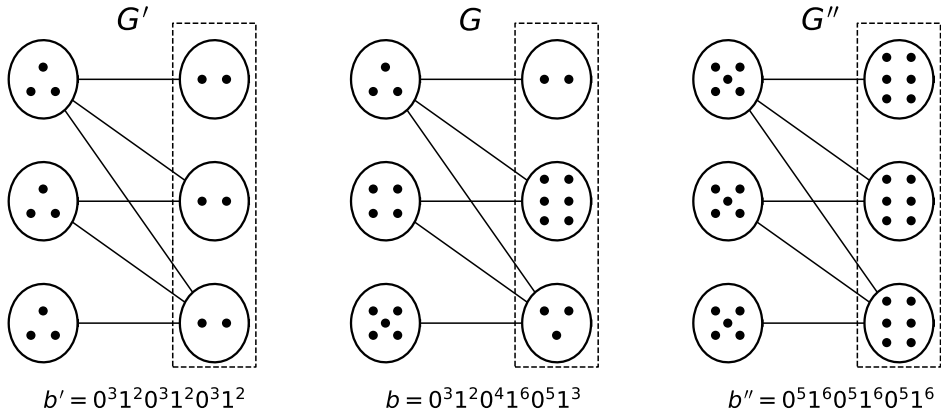 G′
G
G″
b′ = 0³1²0³1²0³1²
b = 0³1²0⁴1⁶0⁵1³
b″ = 0⁵1⁶0⁵1⁶0⁵1⁶